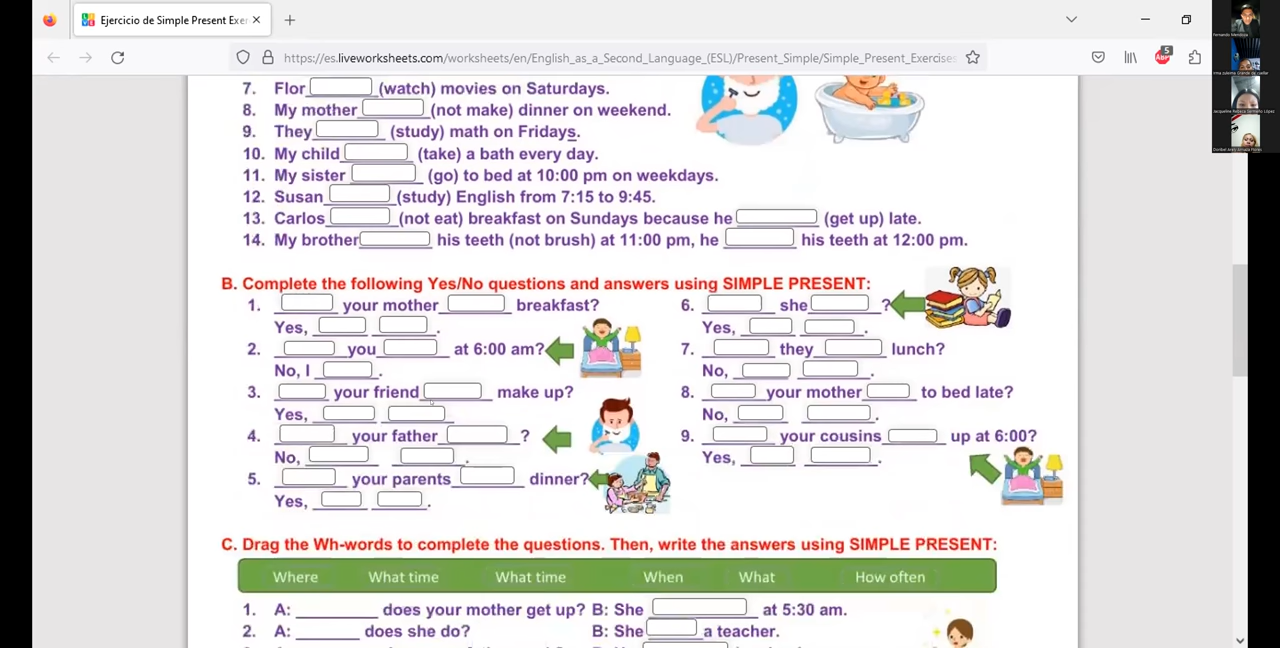 Ejercicio de Simple Present Exer
https://es.liveworksheets.com/worksheets/en/English_as_a_Second_Language_(ESL)/Present_Simple/Simple_Present_Exercises
5
ABP
7. Flor (watch) movies on Saturdays.
8. My mother (not make) dinner on weekend.
9. They (study) math on Fridays.
10. My child (take) a bath every day.
11. My sister (go) to bed at 10:00 pm on weekdays.
12. Susan (study) English from 7:15 to 9:45.
13. Carlos (not eat) breakfast on Sundays because he (get up) late.
14. My brother his teeth (not brush) at 11:00 pm, he his teeth at 12:00 pm.
B. Complete the following Yes/No questions and answers using SIMPLE PRESENT:
1. your mother breakfast?
Yes, .
2. you at 6:00 am?
No, I .
3. your friend make up?
Yes,
4. your father ?
No, .
5. your parents dinner?
Yes, .
6. she ?
Yes, .
7. they lunch?
No, .
8. your mother to bed late?
No, .
9. your cousins up at 6:00?
Yes, .
C. Drag the Wh-words to complete the questions. Then, write the answers using SIMPLE PRESENT:
Where What time What time When What How often
1. A: ________ does your mother get up? B: She at 5:30 am.
2. A: ______ does she do? B: She a teacher.